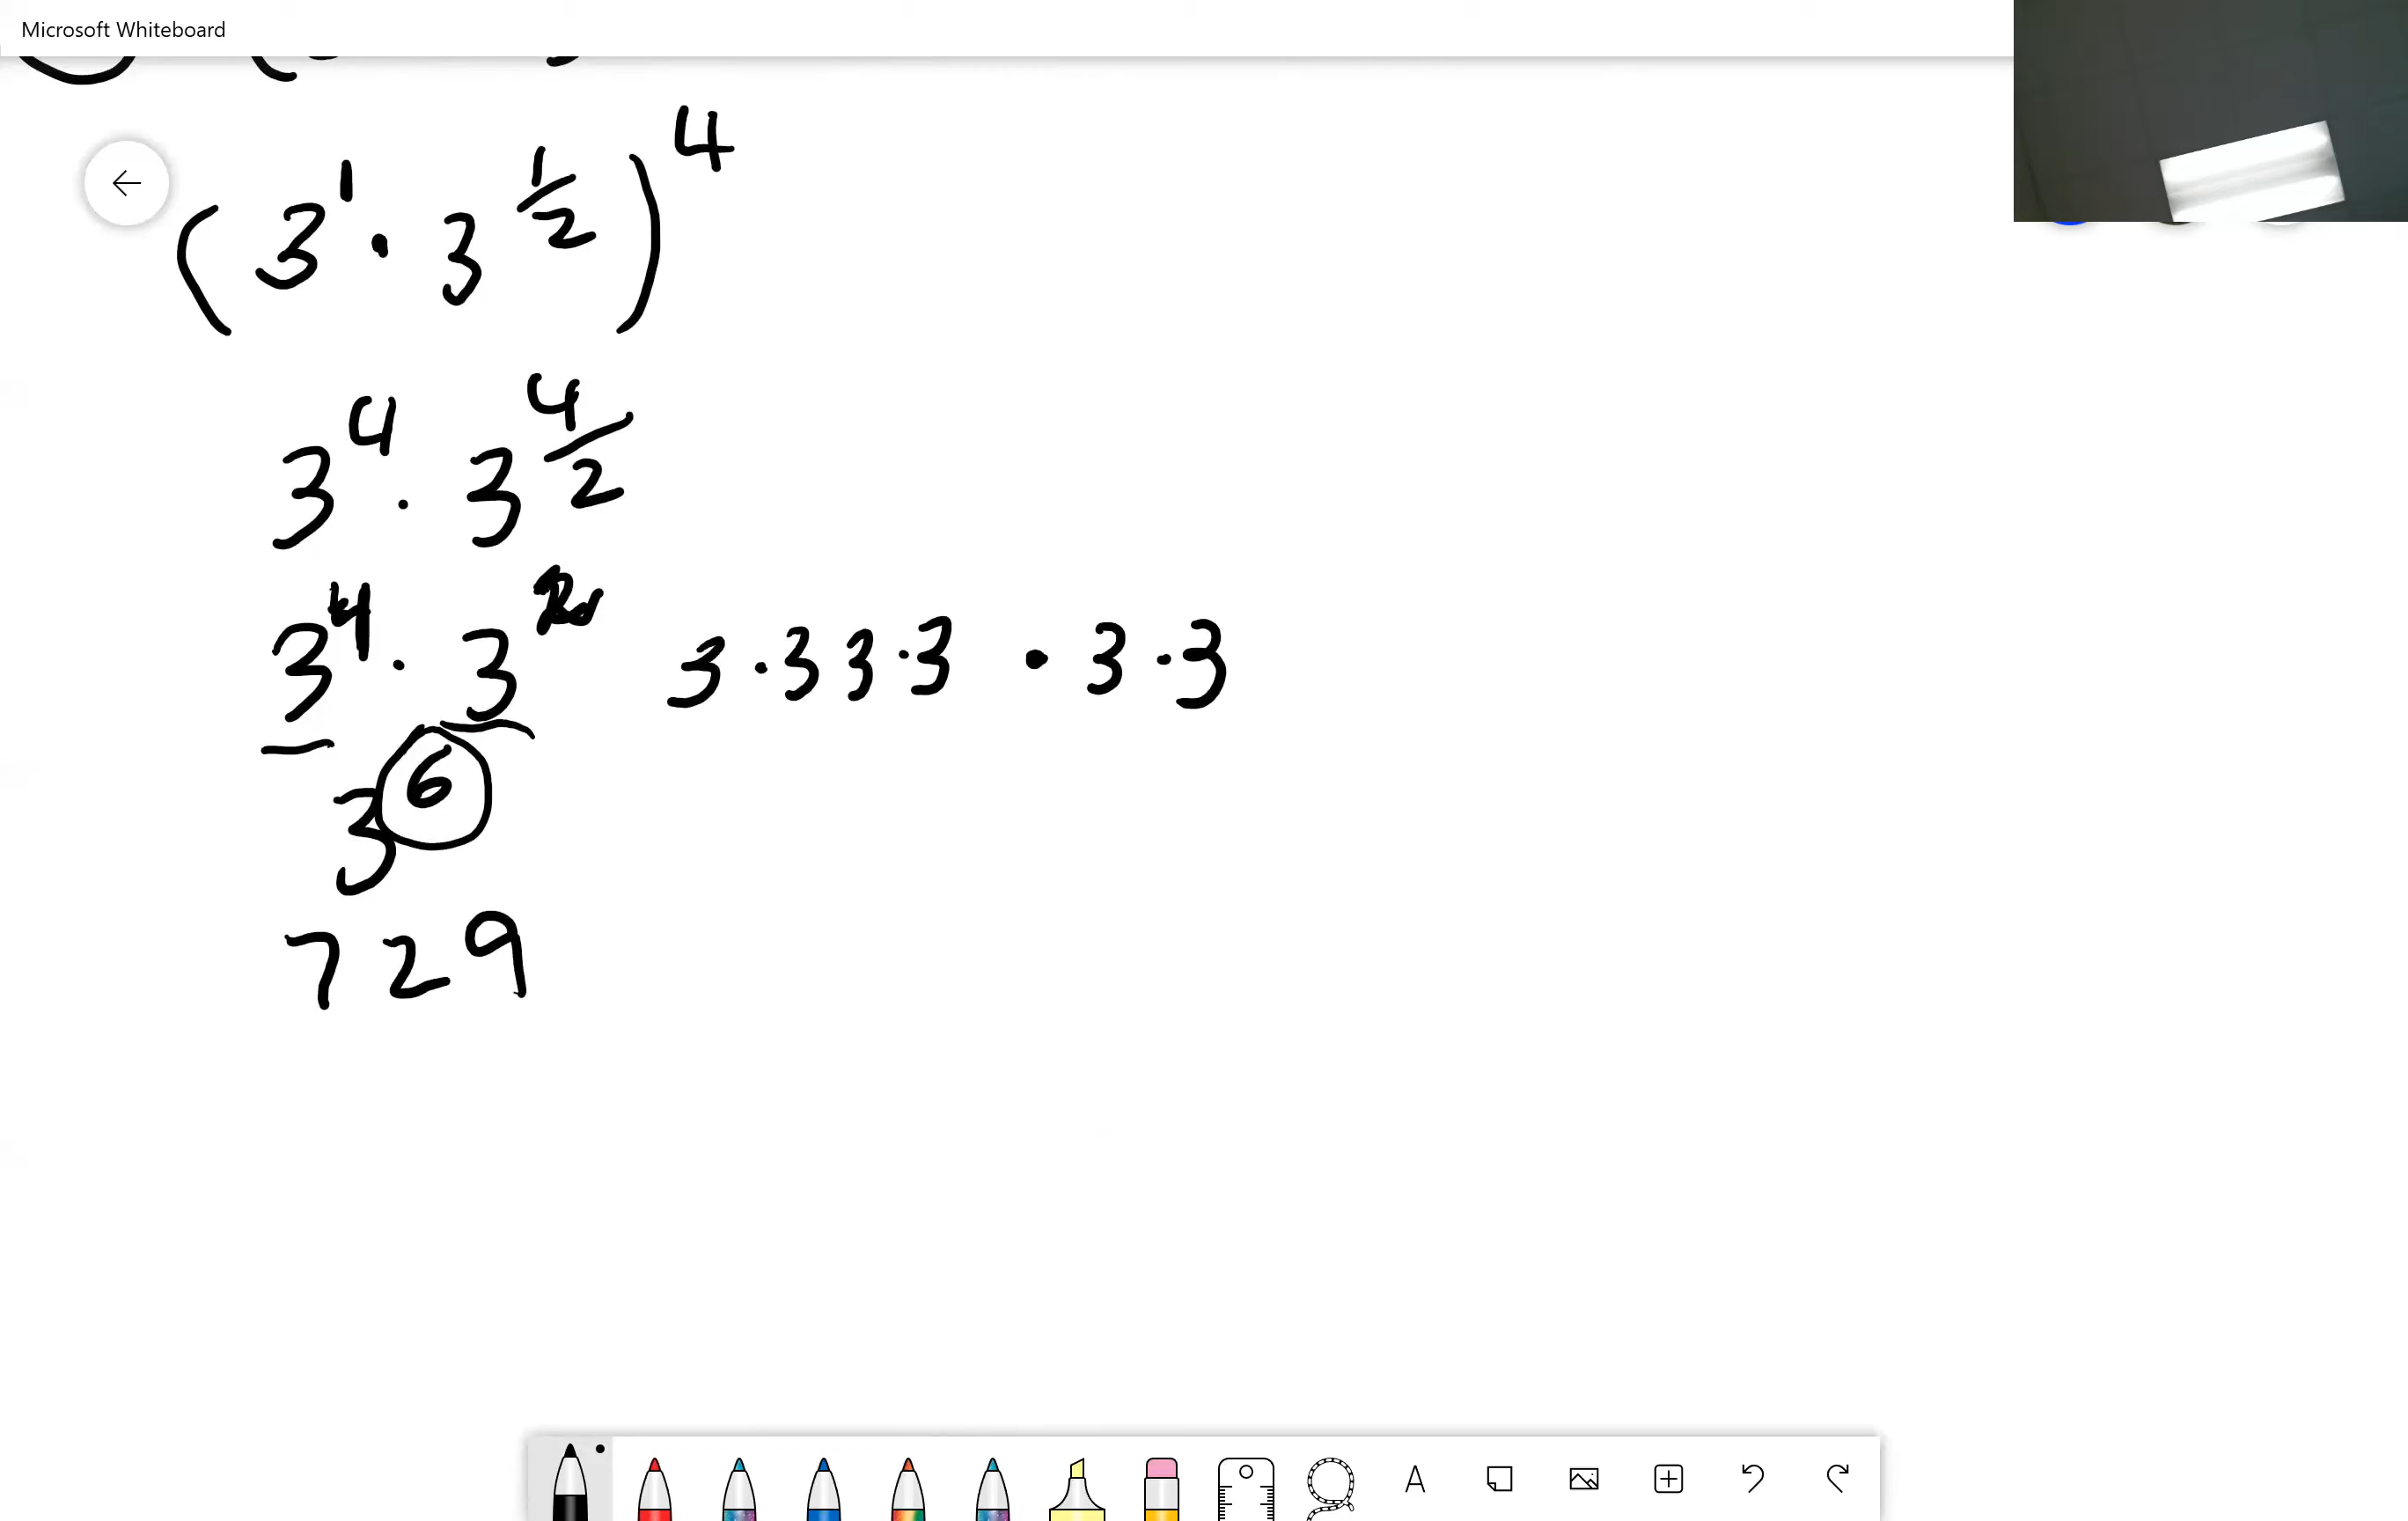 Microsoft Whiteboard
(3¹ · 3^½)⁴
3⁴ · 3^(4/2)
3⁴ · 3² 3 · 3 3 · 3 · 3 · 3
3⁶
729
A